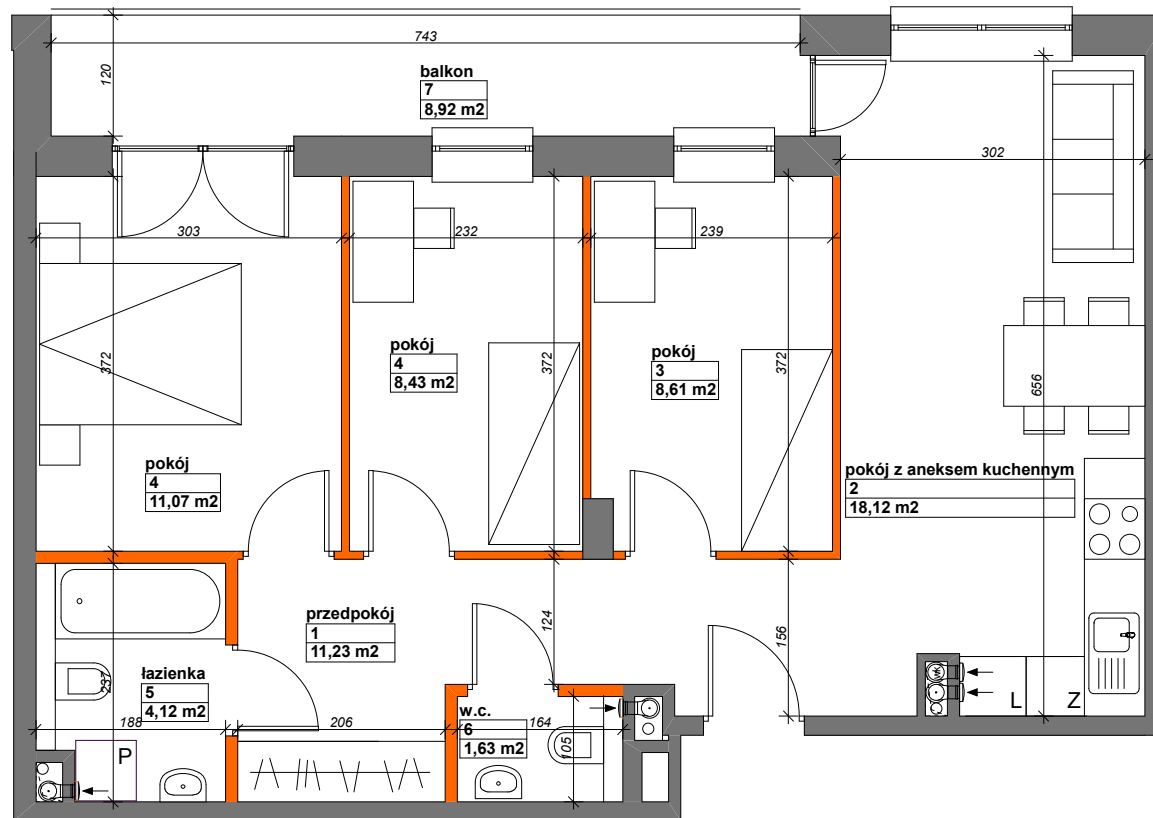 743
120
balkon
7
8,92 m2
302
303
232
239
372
pokój
4
11,07 m2
372
pokój
4
8,43 m2
372
pokój
3
8,61 m2
656
pokój z aneksem kuchennym
2
18,12 m2
przedpokój
1
11,23 m2
124
156
237
łazienka
5
4,12 m2
188
206
w.c.
6
1,63 m2
164
105
P
L
Z